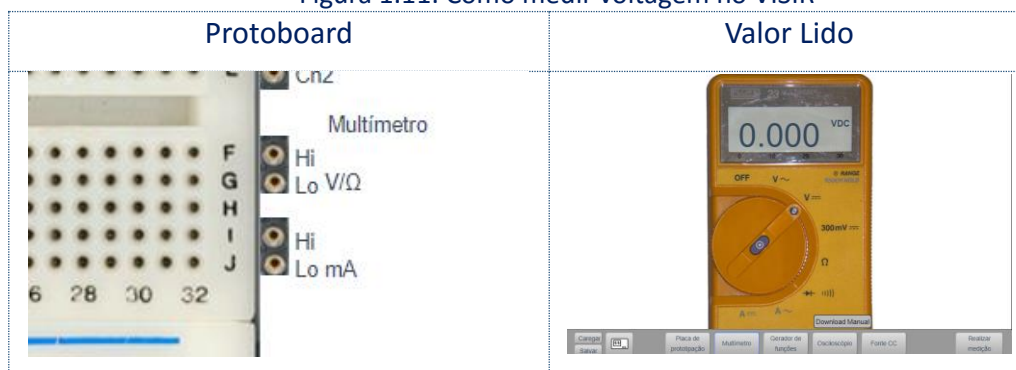 Figura 1.11: Como medir voltagem no VISIR
Protoboard
Valor Lido
Ch2
Multímetro
F
Hi
G
Lo V/Ω
H
I
Hi
J
Lo mA
6 28 30 32
23
0.000 VDC
OFF
V~
V
300mV
Ω
A
A~
Download Manual
Carregar
Salvar
Placa de
prototipação
Multímetro
Gerador de
funções
Osciloscópio
Fonte CC
Realizar
medição